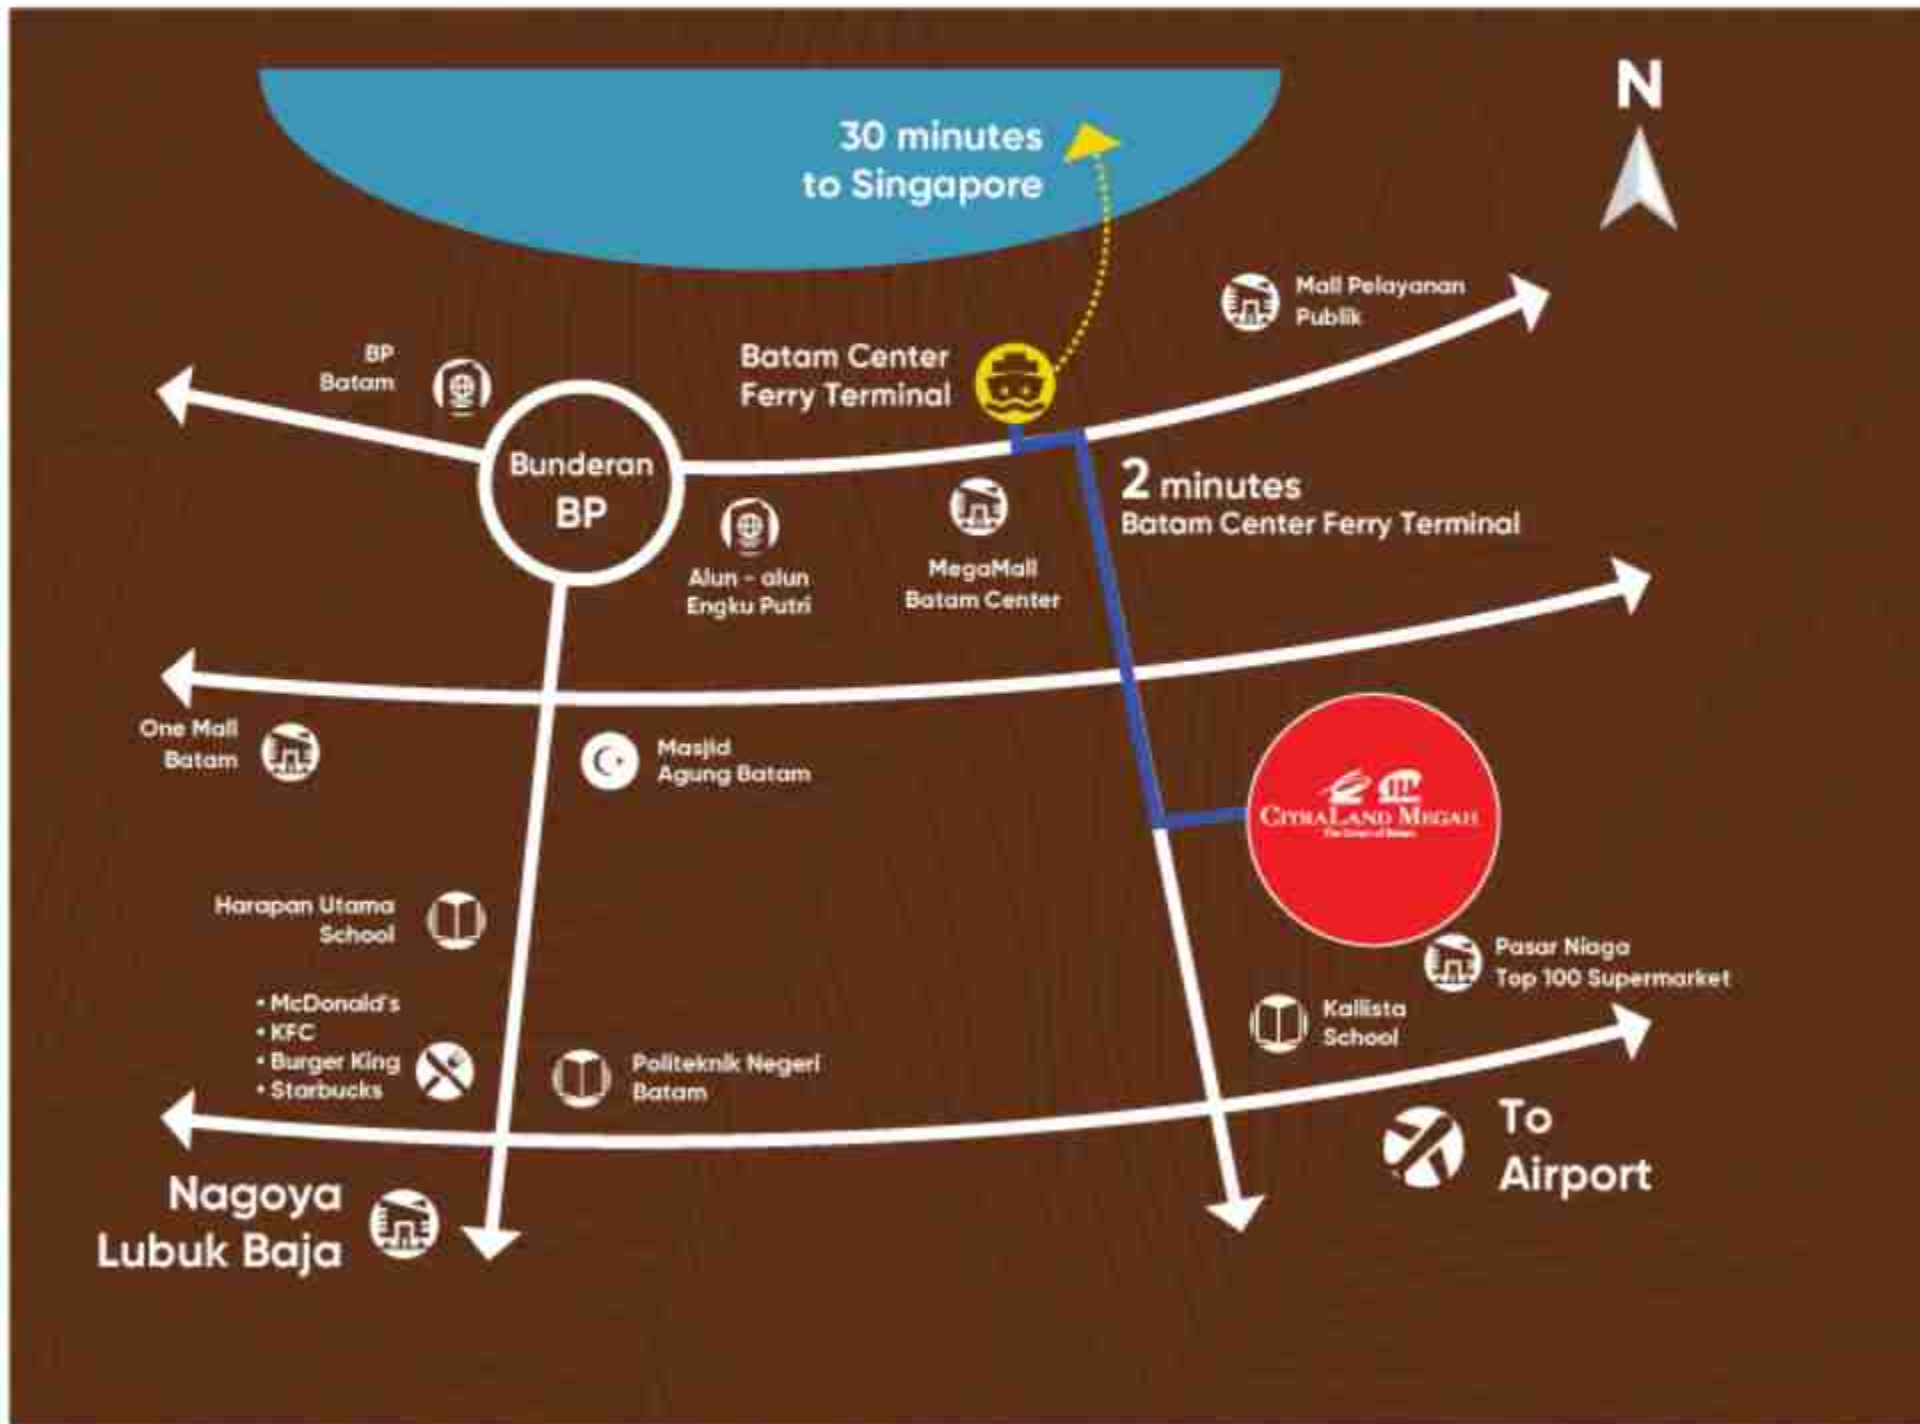 N
30 minutes
to Singapore
Mall Pelayanan
Publik
BP
Batam
Batam Center
Ferry Terminal
Bunderan
BP
2 minutes
Batam Center Ferry Terminal
Alun - alun
Engku Putri
MegaMall
Batam Center
One Mall
Batam
Masjid
Agung Batam
CITRALAND MEGAH
Harapan Utama
School
Pasar Niaga
Top 100 Supermarket
Kallista
School
• McDonald's
• KFC
• Burger King
• Starbucks
Politeknik Negeri
Batam
To
Airport
Nagoya
Lubuk Baja